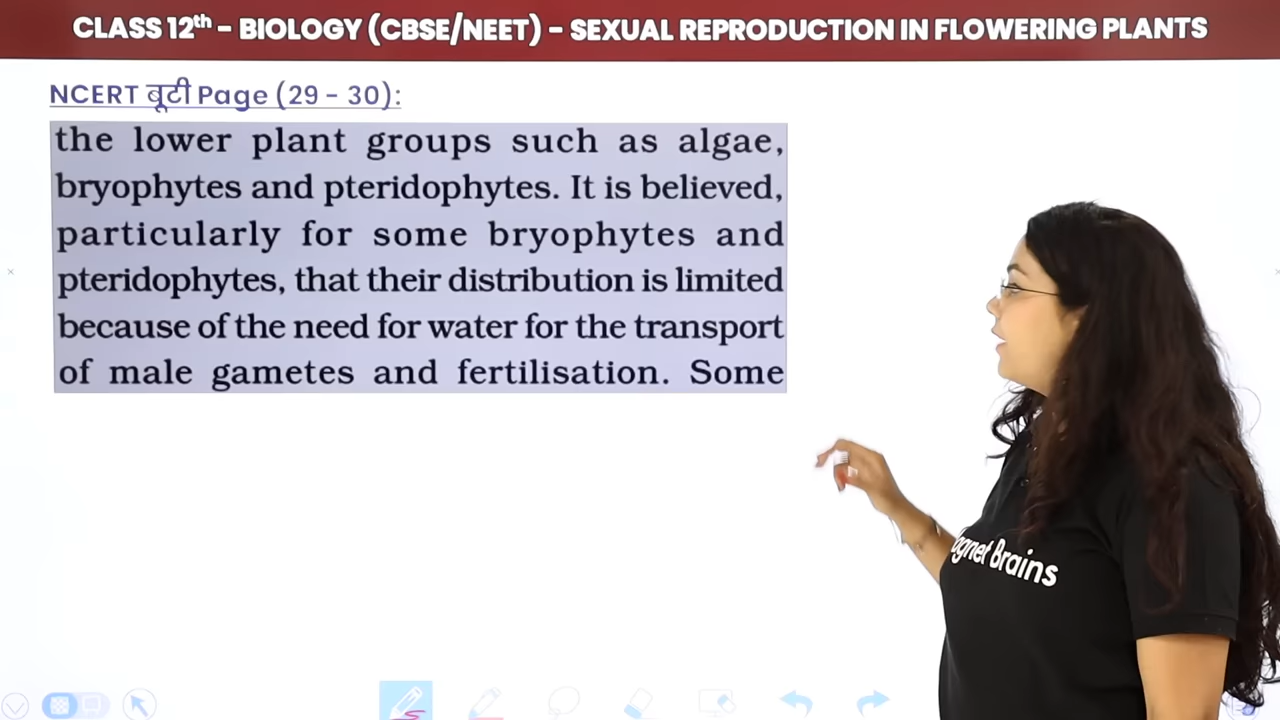 CLASS 12th – BIOLOGY (CBSE/NEET) – SEXUAL REPRODUCTION IN FLOWERING PLANTS
NCERT बूटी Page (29 – 30):
the lower plant groups such as algae,
bryophytes and pteridophytes. It is believed,
particularly for some bryophytes and
pteridophytes, that their distribution is limited
because of the need for water for the transport
of male gametes and fertilisation. Some
agnet Brains